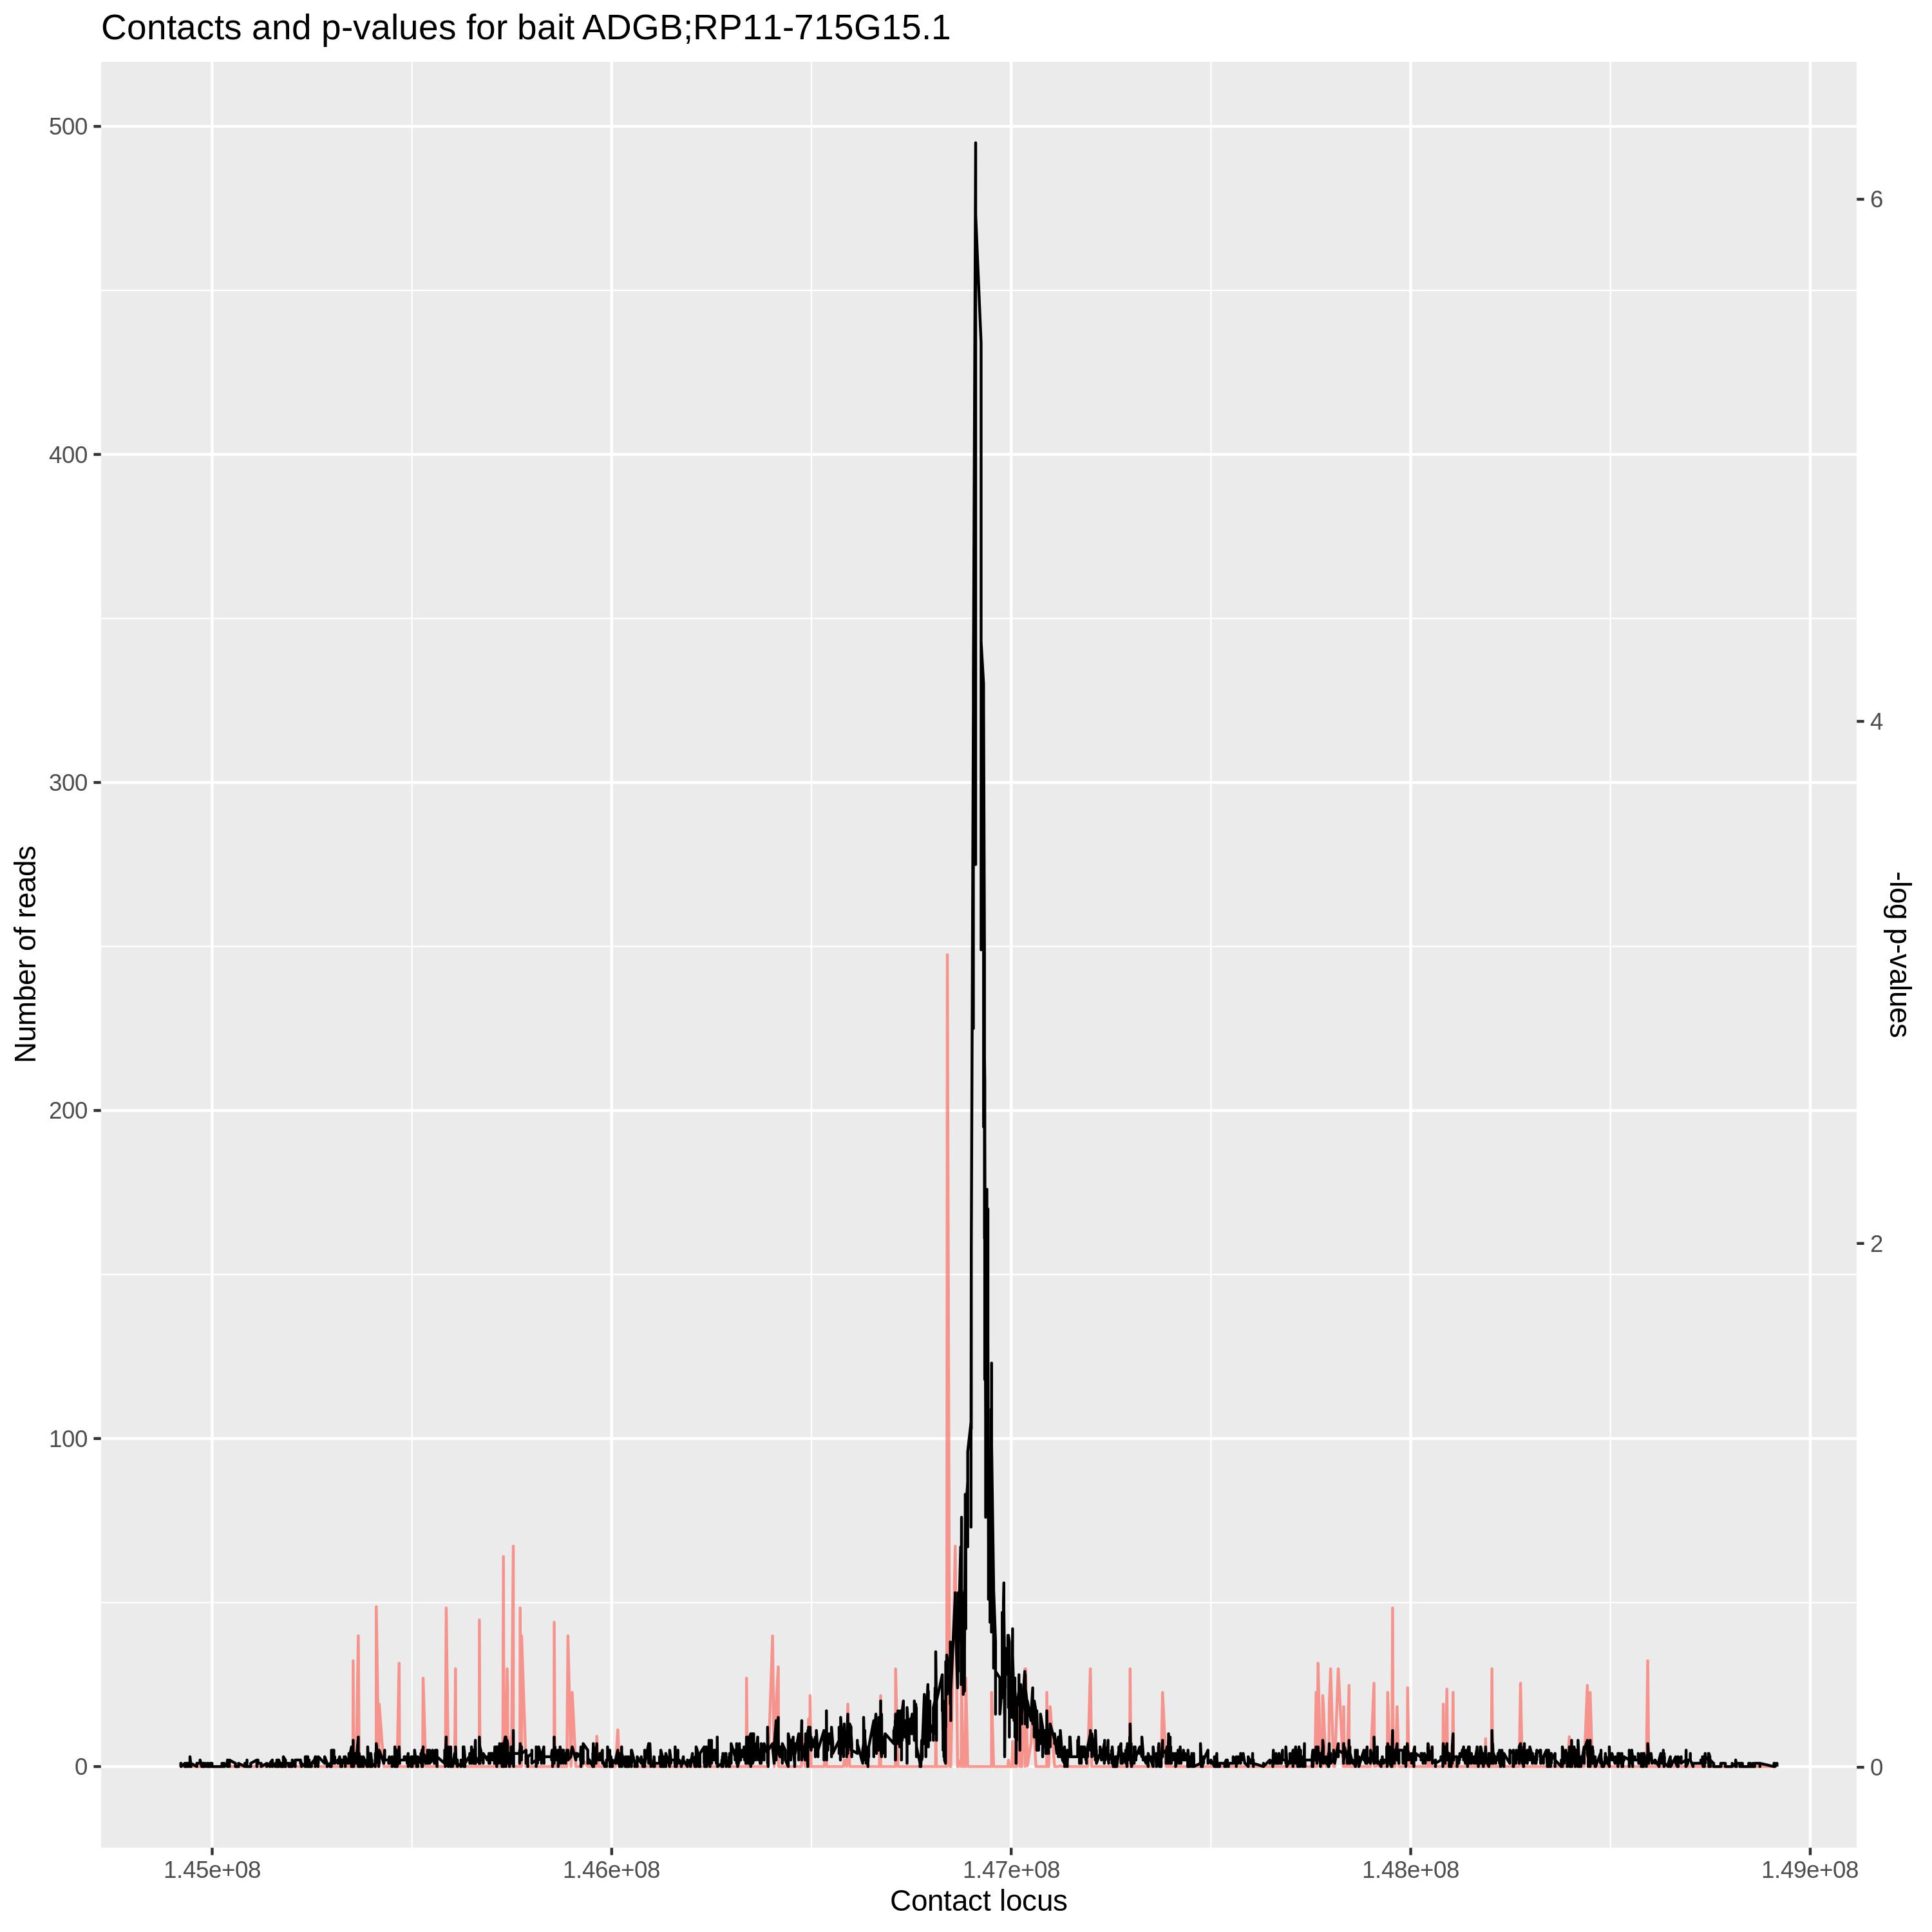 Contacts and p-values for bait ADGB;RP11-715G15.1
500
400
300
200
100
0
Number of reads
6
4
2
0
-log p-values
1.45e+08
1.46e+08
1.47e+08
1.48e+08
1.49e+08
Contact locus